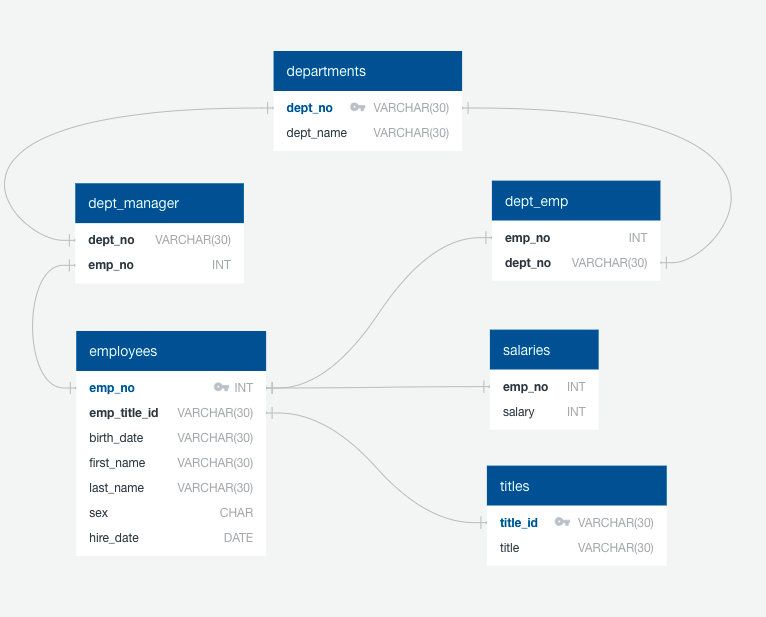 departments
dept_no VARCHAR(30)
dept_name VARCHAR(30)
dept_manager
dept_no VARCHAR(30)
emp_no INT
dept_emp
emp_no INT
dept_no VARCHAR(30)
employees
emp_no INT
emp_title_id VARCHAR(30)
birth_date VARCHAR(30)
first_name VARCHAR(30)
last_name VARCHAR(30)
sex CHAR
hire_date DATE
salaries
emp_no INT
salary INT
titles
title_id VARCHAR(30)
title VARCHAR(30)